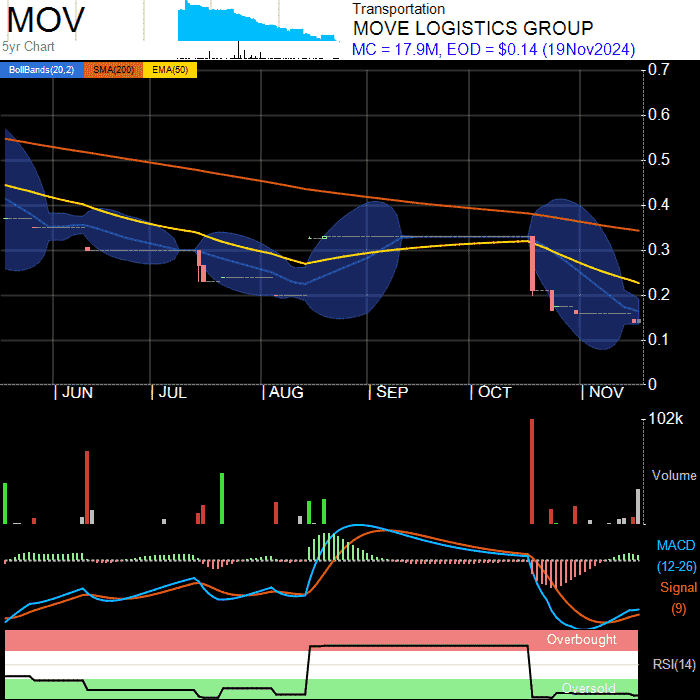 MOV
5yr Chart
Transportation
MOVE LOGISTICS GROUP
MC = 17.9M, EOD = $0.14 (19Nov2024)
BollBands(20,2) SMA(200) EMA(50)
0.7
0.6
0.5
0.4
0.3
0.2
0.1
0
JUN JUL AUG SEP OCT NOV
102k
Volume
MACD
(12-26)
Signal
(9)
Overbought
RSI(14)
Oversold